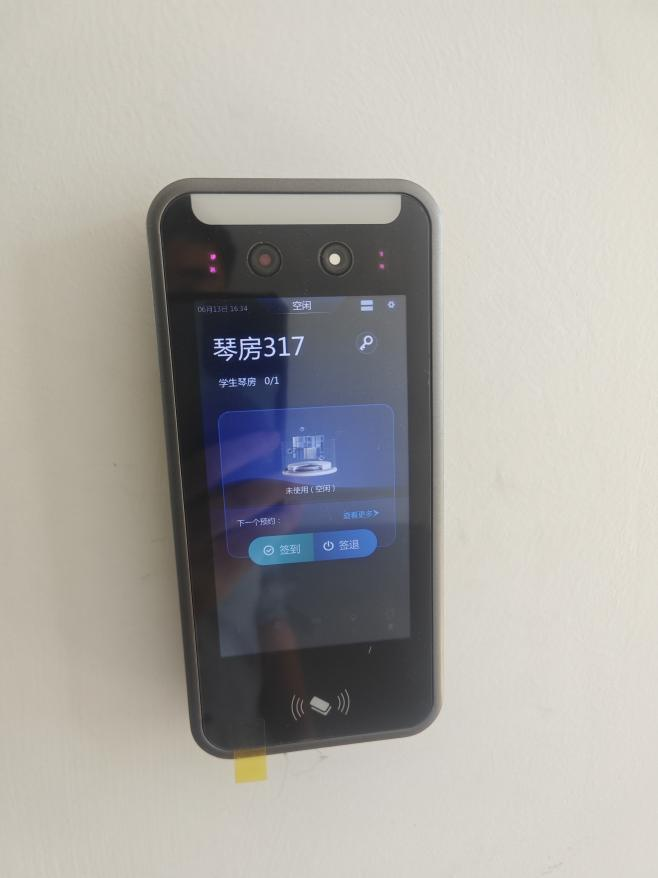 06月13日 16:34
空闲
琴房317
学生琴房 0/1
未使用（空闲）
下一个预约：
查看更多>
签到
签退